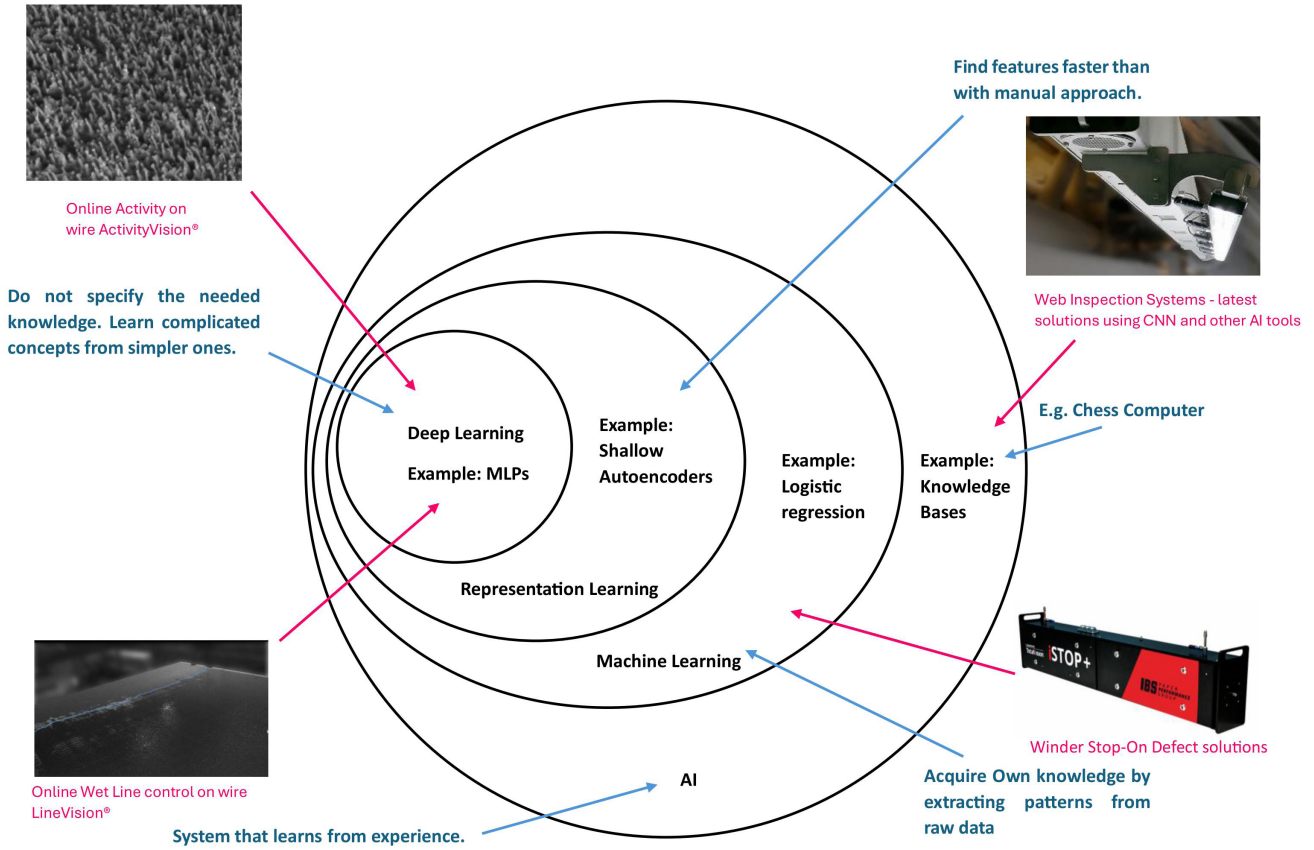 Find features faster than
with manual approach.
Online Activity on
wire ActivityVision®
Do not specify the needed
knowledge. Learn complicated
concepts from simpler ones.
Web Inspection Systems - latest
solutions using CNN and other AI tools
E.g. Chess Computer
Deep Learning
Example: MLPs
Example:
Shallow
Autoencoders
Example:
Logistic
regression
Example:
Knowledge
Bases
Representation Learning
Machine Learning
AI
iSTOP+
IBS PAPER
PERFORMANCE
GROUP
Winder Stop-On Defect solutions
Online Wet Line control on wire
LineVision®
Acquire Own knowledge by
extracting patterns from
raw data
System that learns from experience.